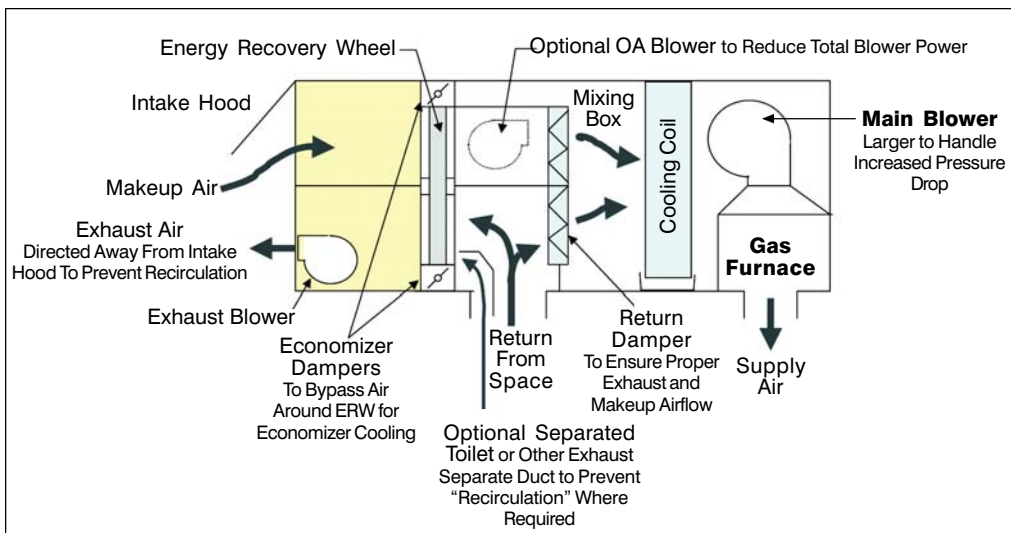 Energy Recovery Wheel
Optional OA Blower to Reduce Total Blower Power
Intake Hood
Mixing
Box
Cooling Coil
Main Blower
Larger to Handle
Increased Pressure
Drop
Makeup Air
Exhaust Air
Directed Away From Intake
Hood To Prevent Recirculation
Gas
Furnace
Exhaust Blower
Economizer
Dampers
To Bypass Air
Around ERW for
Economizer Cooling
Return
From
Space
Return
Damper
To Ensure Proper
Exhaust and
Makeup Airflow
Supply
Air
Optional Separated
Toilet or Other Exhaust
Separate Duct to Prevent
“Recirculation” Where
Required